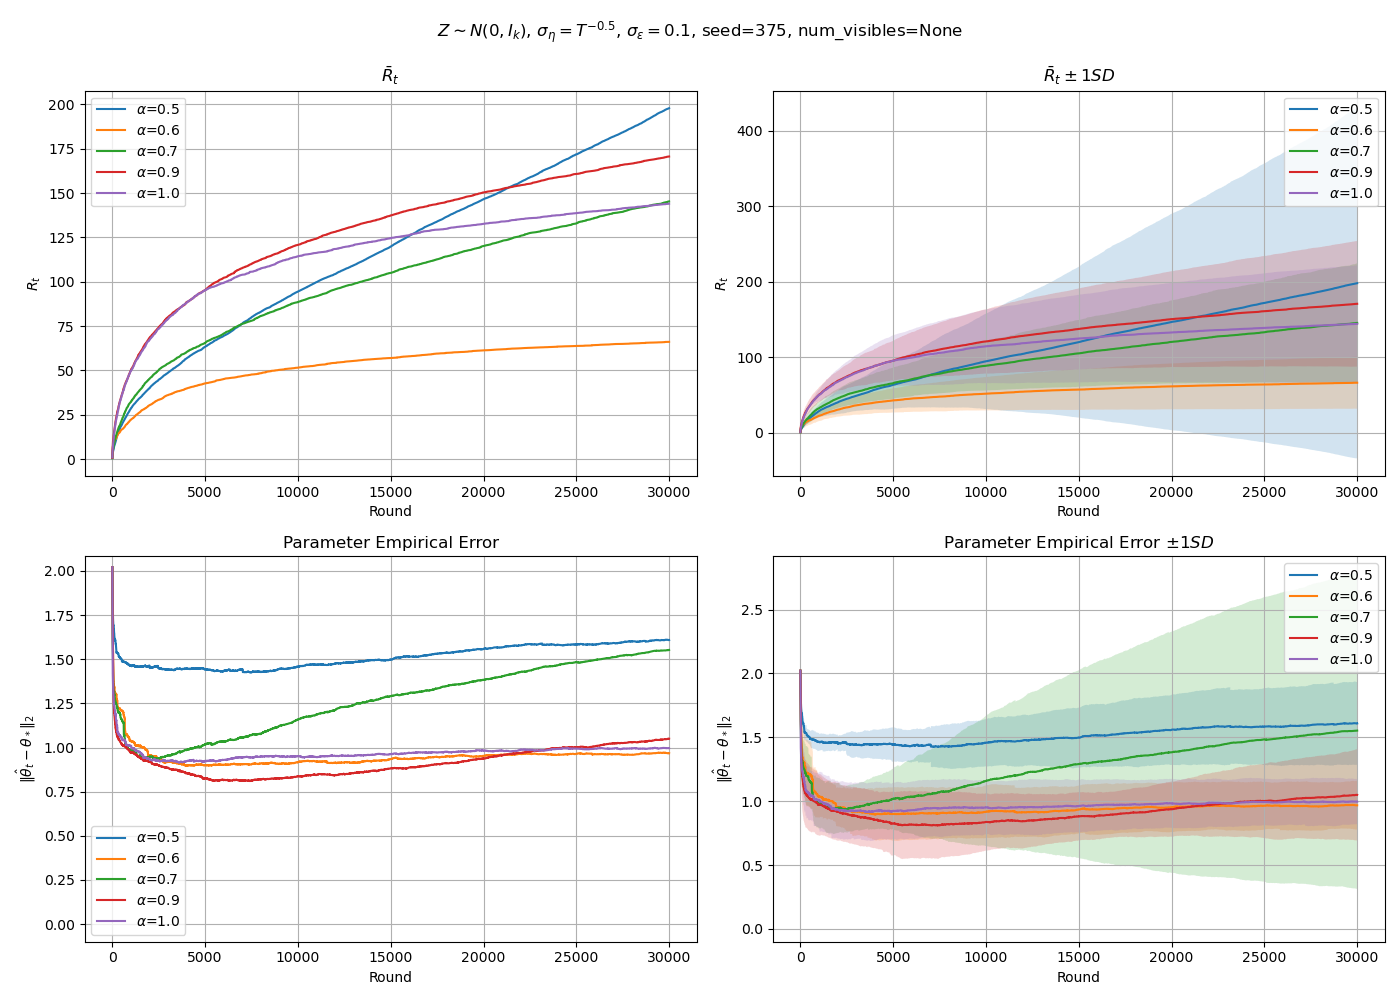 Z ∼ N(0, I_k), σ_η = T^{−0.5}, σ_ε = 0.1, seed=375, num_visibles=None
R̄_t
200
175
150
125
100
75
50
25
0
R_t
α=0.5
α=0.6
α=0.7
α=0.9
α=1.0
0 5000 10000 15000 20000 25000 30000
Round
R̄_t ± 1SD
400
300
200
100
0
R_t
α=0.5
α=0.6
α=0.7
α=0.9
α=1.0
0 5000 10000 15000 20000 25000 30000
Round
Parameter Empirical Error
2.00
1.75
1.50
1.25
1.00
0.75
0.50
0.25
0.00
‖θ̂_t − θ_*‖_2
α=0.5
α=0.6
α=0.7
α=0.9
α=1.0
0 5000 10000 15000 20000 25000 30000
Round
Parameter Empirical Error ±1SD
2.5
2.0
1.5
1.0
0.5
0.0
‖θ̂_t − θ_*‖_2
α=0.5
α=0.6
α=0.7
α=0.9
α=1.0
0 5000 10000 15000 20000 25000 30000
Round